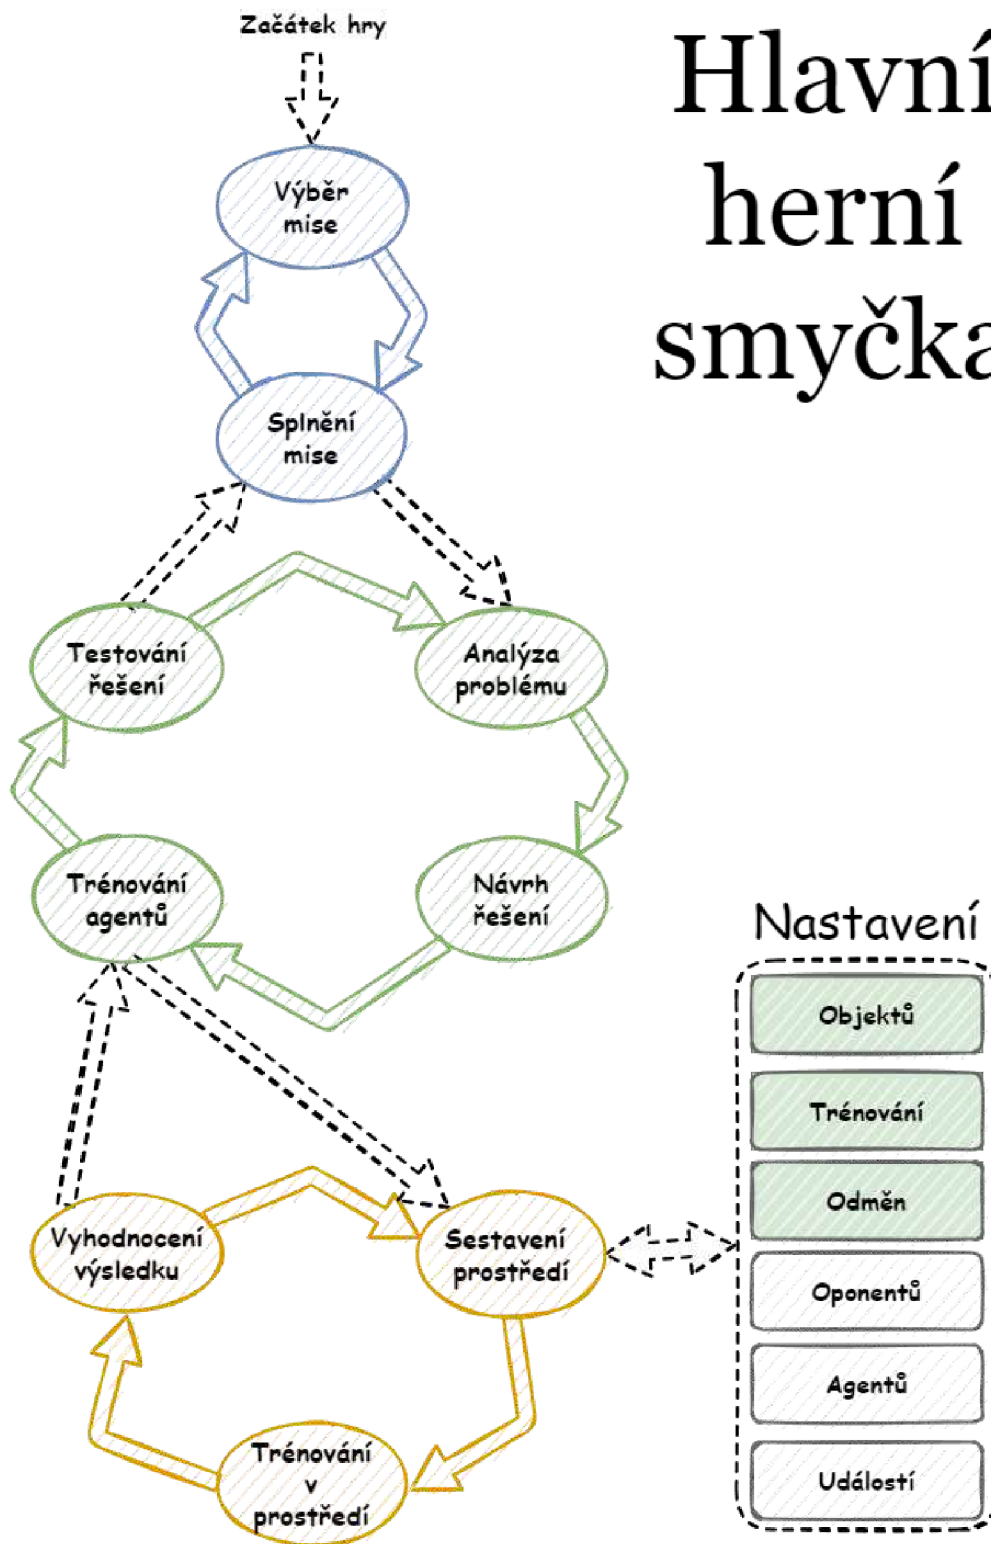 Začátek hry
Hlavní
herní
smyčka
Výběr
mise
Splnění
mise
Testování
řešení
Analýza
problému
Trénování
agentů
Návrh
řešení
Nastavení
Objektů
Trénování
Odměn
Oponentů
Agentů
Událostí
Vyhodnocení
výsledku
Sestavení
prostředí
Trénování
v
prostředí